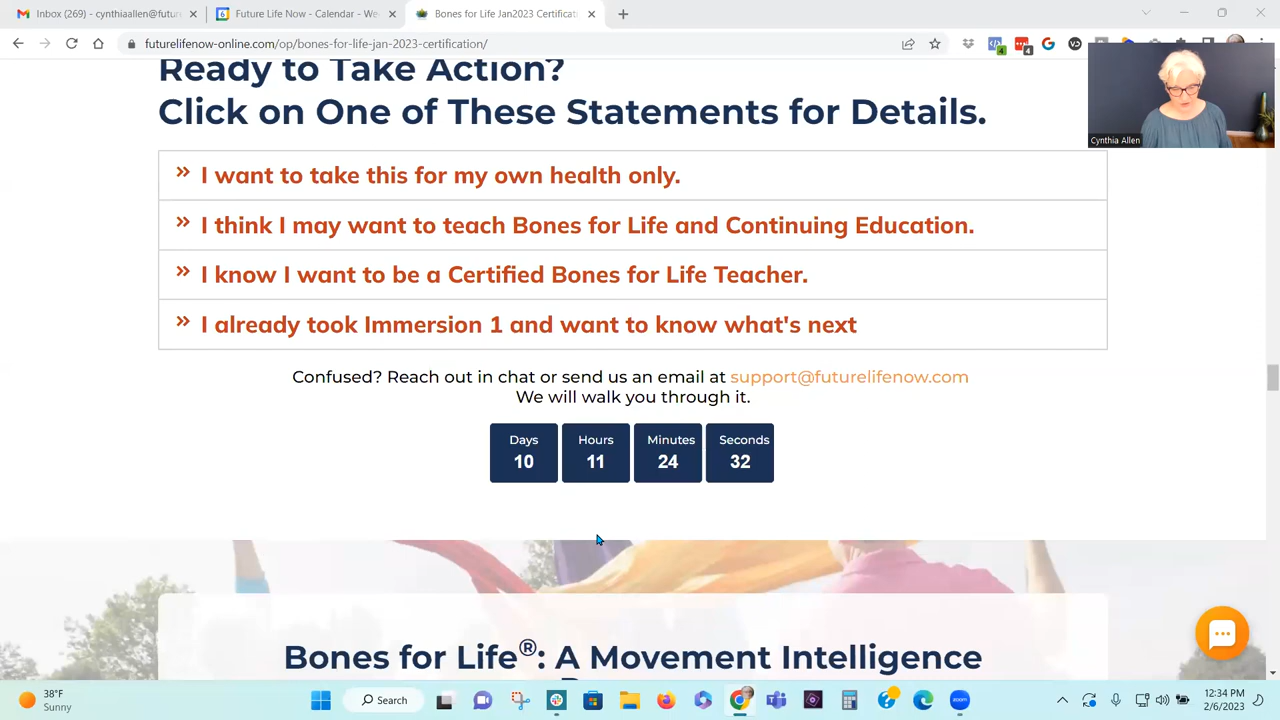 Inbox (269) - cynthiaallen@futur
Future Life Now - Calendar - We
Bones for Life Jan2023 Certificat
futurelifenow-online.com/op/bones-for-life-jan-2023-certification/
Ready to Take Action?
Click on One of These Statements for Details.
Cynthia Allen
» I want to take this for my own health only.
» I think I may want to teach Bones for Life and Continuing Education.
» I know I want to be a Certified Bones for Life Teacher.
» I already took Immersion 1 and want to know what's next
Confused? Reach out in chat or send us an email at support@futurelifenow.com
We will walk you through it.
Days Hours Minutes Seconds
10 11 24 32
Bones for Life®: A Movement Intelligence
38°F
Sunny
Search
zoom
12:34 PM
2/6/2023